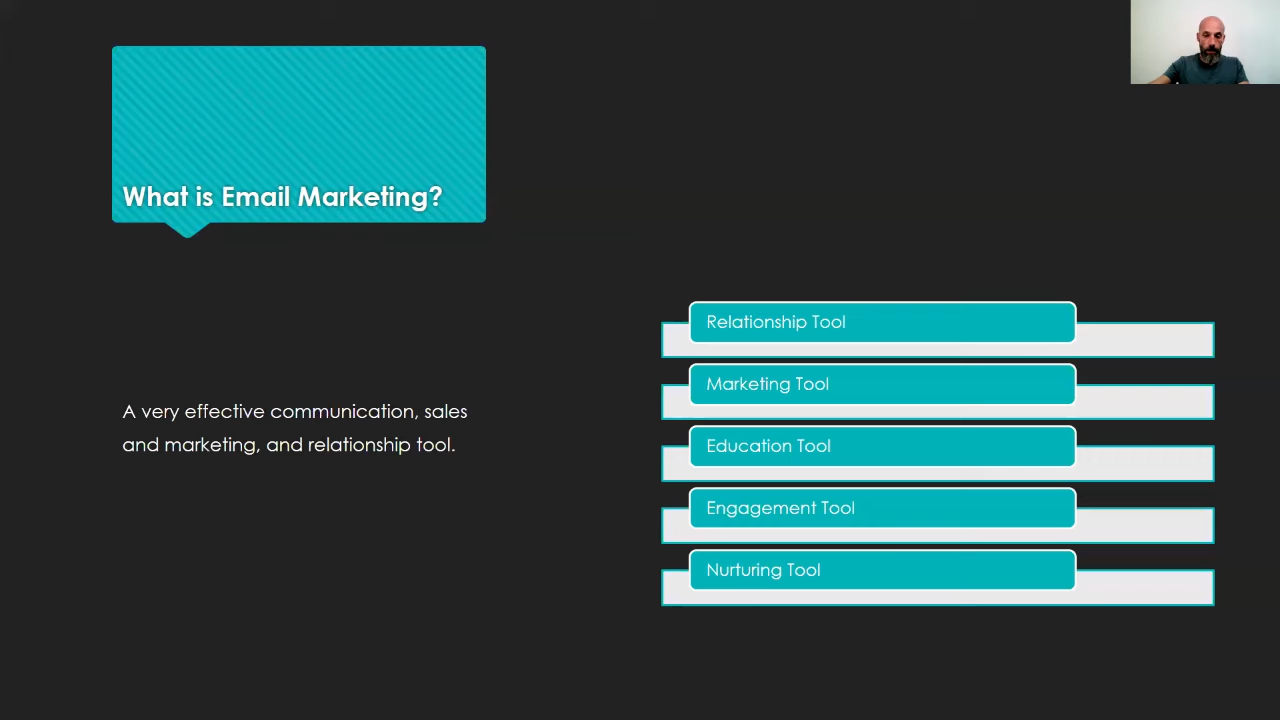 What is Email Marketing?
A very effective communication, sales
and marketing, and relationship tool.
Relationship Tool
Marketing Tool
Education Tool
Engagement Tool
Nurturing Tool